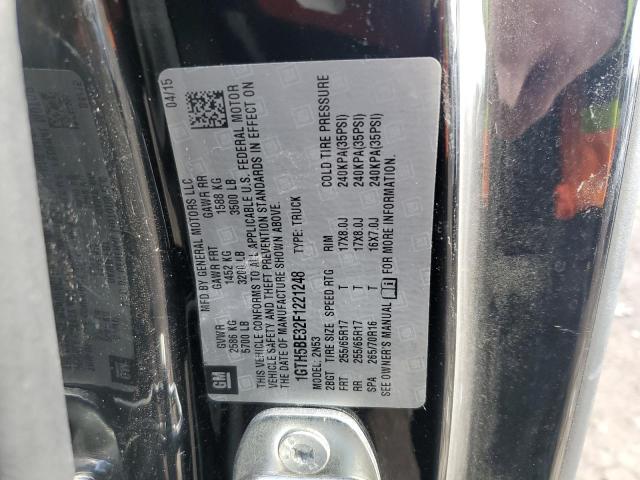 GM
MFD BY GENERAL MOTORS LLC
04/15
GVWR GAWR FRT GAWR RR
2586 KG 1452 KG 1588 KG
5700 LB 3200 LB 3500 LB
THIS VEHICLE CONFORMS TO ALL APPLICABLE U.S. FEDERAL MOTOR
VEHICLE SAFETY AND THEFT PREVENTION STANDARDS IN EFFECT ON
THE DATE OF MANUFACTURE SHOWN ABOVE.
1GTH5BE32F1221248 TYPE: TRUCK
MODEL: 2N53
28GT TIRE SIZE SPEED RTG RIM COLD TIRE PRESSURE
FRT 255/65R17 T 17X8.0J 240KPA(35PSI)
RR 255/65R17 T 17X8.0J 240KPA(35PSI)
SPA 265/70R16 T 16X7.0J 240KPA(35PSI)
SEE OWNER'S MANUAL FOR MORE INFORMATION.